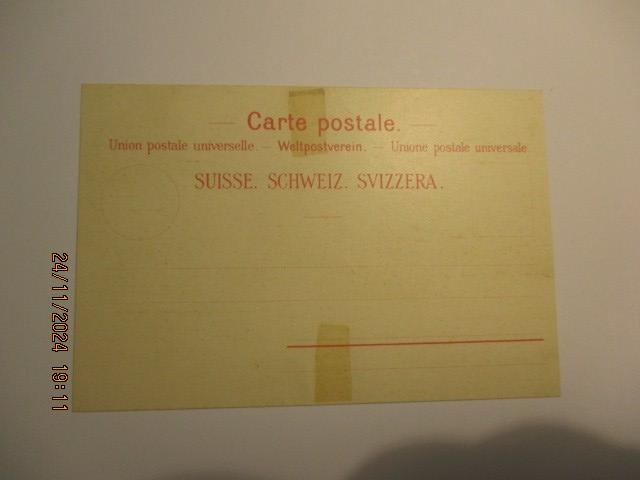 Carte postale.
Union postale universelle. — Weltpostverein. — Unione postale universale
SUISSE. SCHWEIZ. SVIZZERA.
24/11/2024 19:11